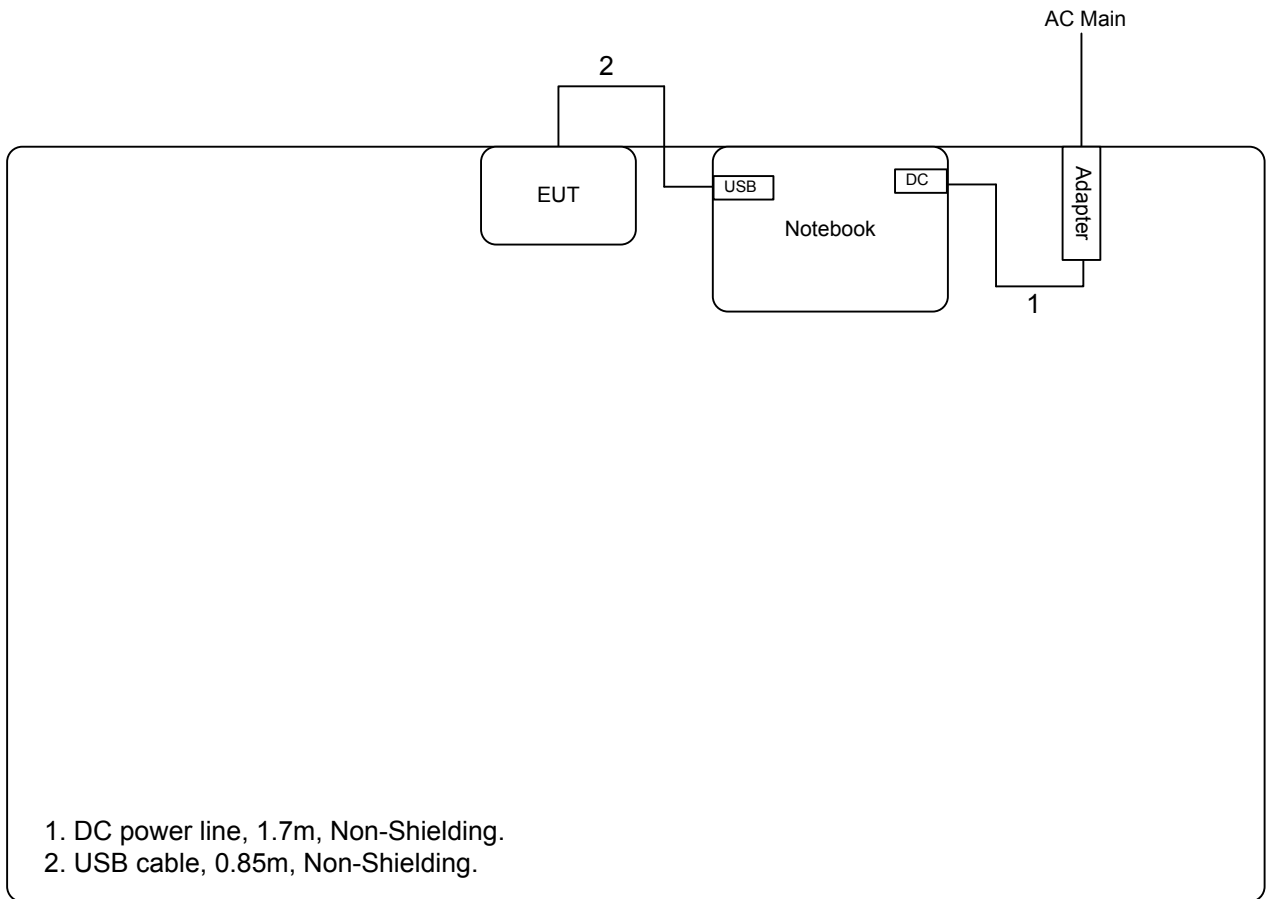 AC Main
2
EUT
USB
DC
Adapter
Notebook
1
1. DC power line, 1.7m, Non-Shielding.
2. USB cable, 0.85m, Non-Shielding.